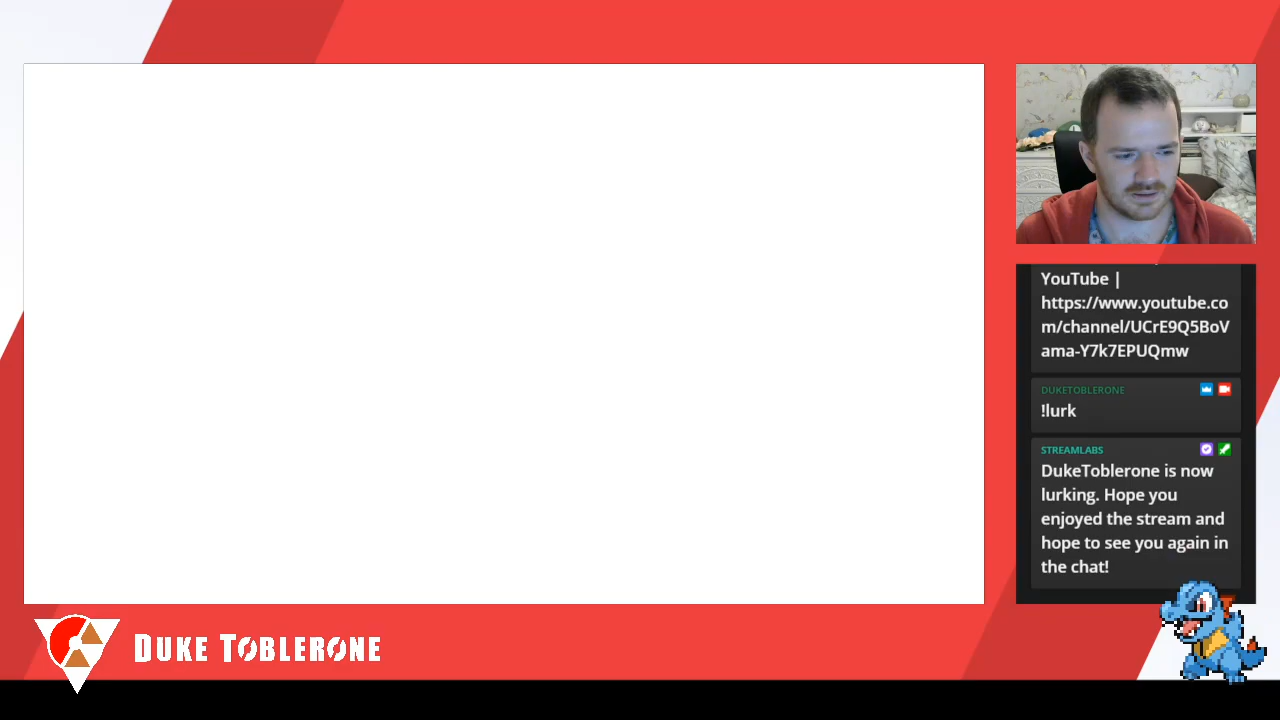 YouTube |
https://www.youtube.co
m/channel/UCrE9Q5BoV
ama-Y7k7EPUQmw
DUKETOBLERONE
!lurk
STREAMLABS
DukeToblerone is now
lurking. Hope you
enjoyed the stream and
hope to see you again in
the chat!
DUKE TOBLERONE